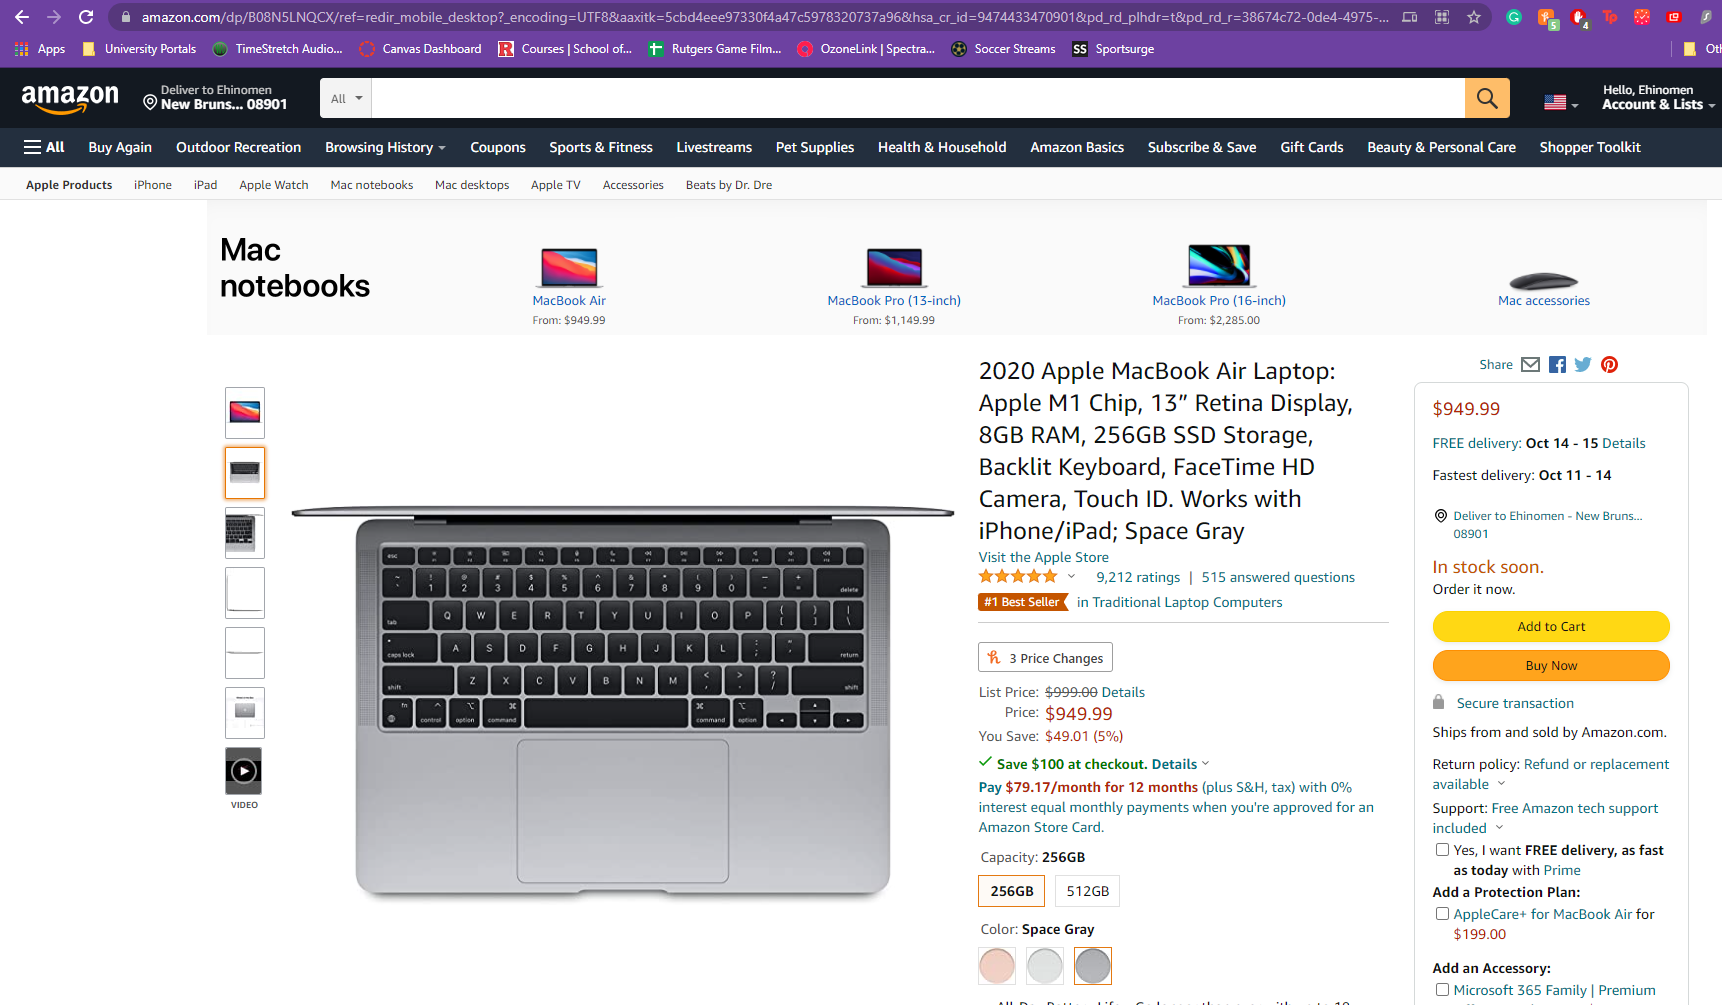 amazon.com/dp/B08N5LNQCX/ref=redir_mobile_desktop?_encoding=UTF8&aaxitk=5cbd4eee97330f4a47c5978320737a96&hsa_cr_id=9474433470901&pd_rd_plhdr=t&pd_rd_r=38674c72-0de4-4975-...
Apps University Portals TimeStretch Audio... Canvas Dashboard Courses | School of... Rutgers Game Film... OzoneLink | Spectra... Soccer Streams SS Sportsurge Oth
amazon
Deliver to Ehinomen
New Bruns... 08901
All
Hello, Ehinomen
Account & Lists
All Buy Again Outdoor Recreation Browsing History Coupons Sports & Fitness Livestreams Pet Supplies Health & Household Amazon Basics Subscribe & Save Gift Cards Beauty & Personal Care Shopper Toolkit
Apple Products iPhone iPad Apple Watch Mac notebooks Mac desktops Apple TV Accessories Beats by Dr. Dre
Mac
notebooks
MacBook Air
From: $949.99
MacBook Pro (13-inch)
From: $1,149.99
MacBook Pro (16-inch)
From: $2,285.00
Mac accessories
VIDEO
esc
delete
tab Q W E R T Y U I O P
caps lock A S D F G H J K L return
shift Z X C V B N M shift
fn control option command command option
2020 Apple MacBook Air Laptop:
Apple M1 Chip, 13” Retina Display,
8GB RAM, 256GB SSD Storage,
Backlit Keyboard, FaceTime HD
Camera, Touch ID. Works with
iPhone/iPad; Space Gray
Visit the Apple Store
9,212 ratings | 515 answered questions
#1 Best Seller in Traditional Laptop Computers
3 Price Changes
List Price: $999.00 Details
Price: $949.99
You Save: $49.01 (5%)
Save $100 at checkout. Details
Pay $79.17/month for 12 months (plus S&H, tax) with 0%
interest equal monthly payments when you're approved for an
Amazon Store Card.
Capacity: 256GB
256GB 512GB
Color: Space Gray
Share
$949.99
FREE delivery: Oct 14 - 15 Details
Fastest delivery: Oct 11 - 14
Deliver to Ehinomen - New Bruns...
08901
In stock soon.
Order it now.
Add to Cart
Buy Now
Secure transaction
Ships from and sold by Amazon.com.
Return policy: Refund or replacement
available
Support: Free Amazon tech support
included
Yes, I want FREE delivery, as fast
as today with Prime
Add a Protection Plan:
AppleCare+ for MacBook Air for
$199.00
Add an Accessory:
Microsoft 365 Family | Premium